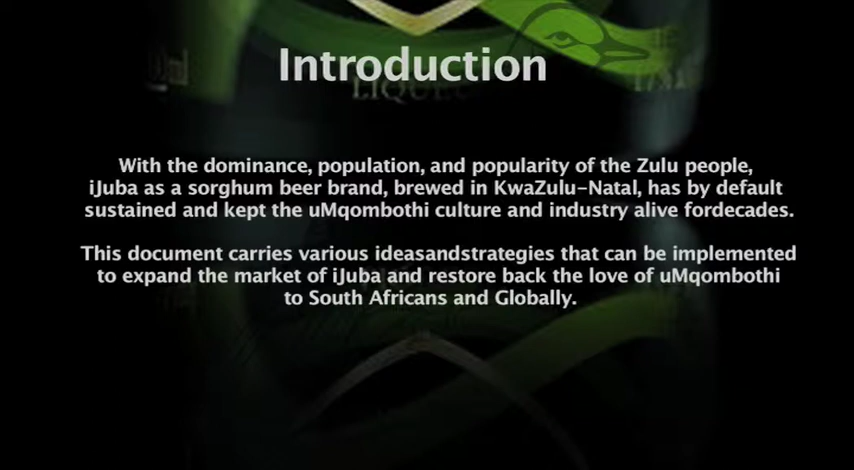 Introduction
LIQUE
With the dominance, population, and popularity of the Zulu people,
iJuba as a sorghum beer brand, brewed in KwaZulu-Natal, has by default
sustained and kept the uMqombothi culture and industry alive fordecades.
This document carries various ideasandstrategies that can be implemented
to expand the market of iJuba and restore back the love of uMqombothi
to South Africans and Globally.